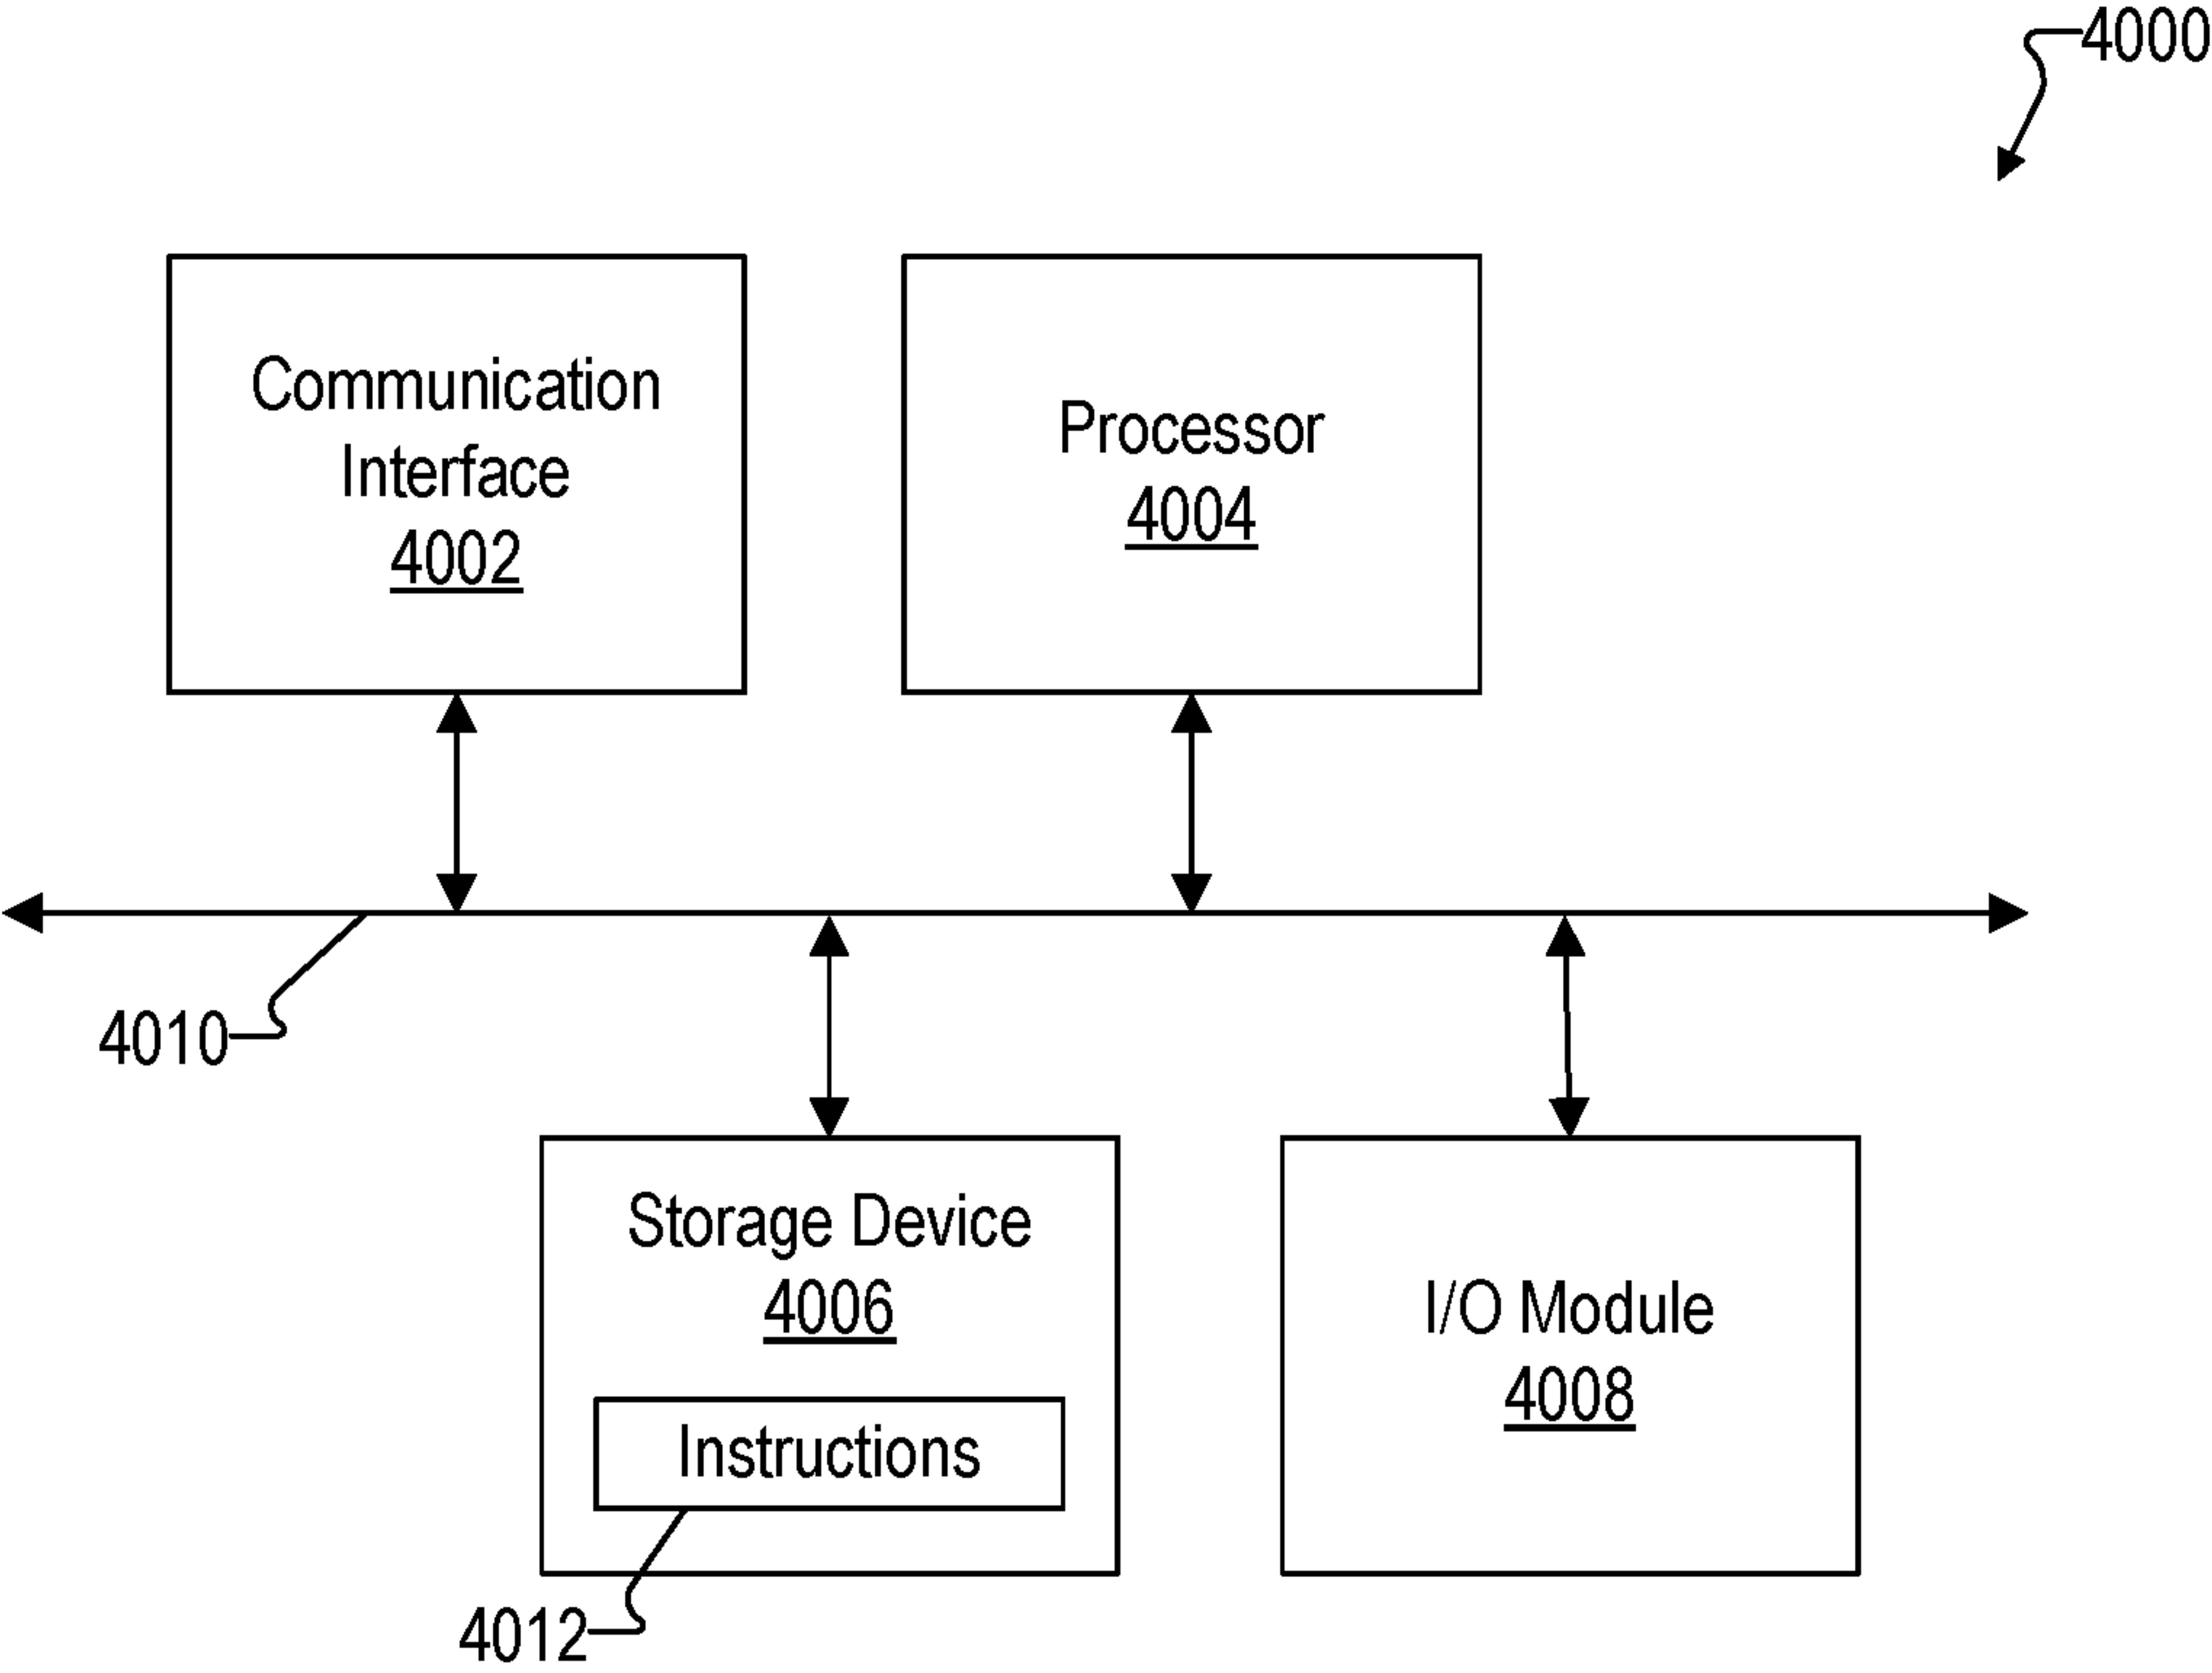 4000
Communication
Interface
4002
Processor
4004
4010
Storage Device
4006
Instructions
4012
I/O Module
4008